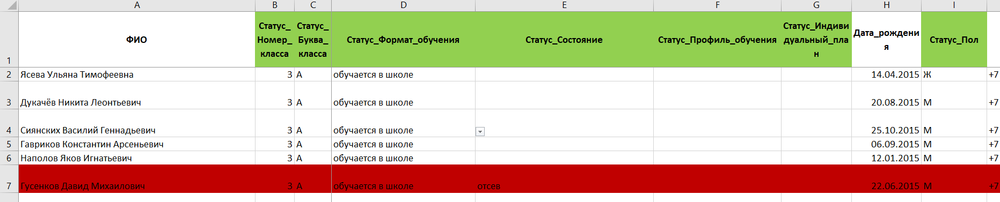 A B C D E F G H I
1 ФИО Статус_Номер_класса Статус_Буква_класса Статус_Формат_обучения Статус_Состояние Статус_Профиль_обучения Статус_Индивидуальный_план Дата_рождения Статус_Пол
2 Ясева Ульяна Тимофеевна 3 А обучается в школе 14.04.2015 Ж +7
3 Дукачёв Никита Леонтьевич 3 А обучается в школе 20.08.2015 М +7
4 Сиянских Василий Геннадьевич 3 А обучается в школе 25.10.2015 М +7
5 Гавриков Константин Арсеньевич 3 А обучается в школе 06.09.2015 М +7
6 Наполов Яков Игнатьевич 3 А обучается в школе 12.01.2015 М +7
7 Гусенков Давид Михайлович 3 А обучается в школе отсев 22.06.2015 М +7